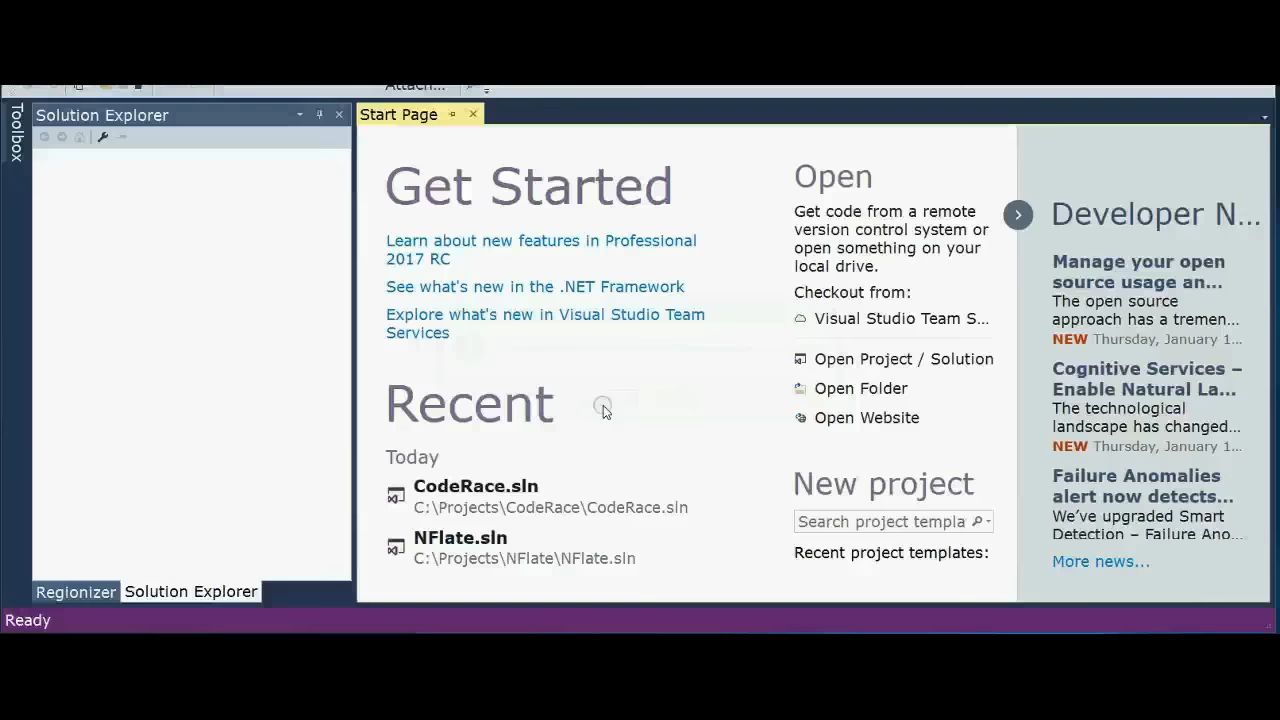 Attach...
Toolbox
Solution Explorer
Start Page
Get Started
Learn about new features in Professional
2017 RC
See what's new in the .NET Framework
Explore what's new in Visual Studio Team
Services
Recent
Today
CodeRace.sln
C:\Projects\CodeRace\CodeRace.sln
NFlate.sln
C:\Projects\NFlate\NFlate.sln
Open
Get code from a remote
version control system or
open something on your
local drive.
Checkout from:
Visual Studio Team S...
Open Project / Solution
Open Folder
Open Website
New project
Search project templa
Recent project templates:
Developer N...
Manage your open
source usage an...
The open source
approach has a tremen...
NEW Thursday, January 1...
Cognitive Services –
Enable Natural La...
The technological
landscape has changed...
NEW Thursday, January 1...
Failure Anomalies
alert now detects...
We've upgraded Smart
Detection – Failure Ano...
More news...
Regionizer
Solution Explorer
Ready